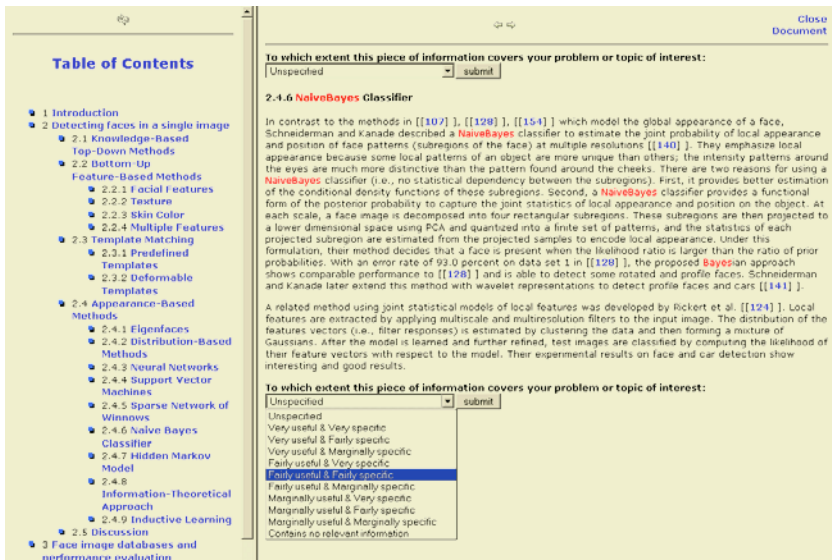 Table of Contents
1 Introduction
2 Detecting faces in a single image
2.1 Knowledge-Based
Top-Down Methods
2.2 Bottom-Up
Feature-Based Methods
2.2.1 Facial Features
2.2.2 Texture
2.2.3 Skin Color
2.2.4 Multiple Features
2.3 Template Matching
2.3.1 Predefined
Templates
2.3.2 Deformable
Templates
2.4 Appearance-Based
Methods
2.4.1 Eigenfaces
2.4.2 Distribution-Based
Methods
2.4.3 Neural Networks
2.4.4 Support Vector
Machines
2.4.5 Sparse Network of
Winnows
2.4.6 Naive Bayes
Classifier
2.4.7 Hidden Markov
Model
2.4.8
Information-Theoretical
Approach
2.4.9 Inductive Learning
2.5 Discussion
3 Face image databases and
performance evaluation
Close
Document
To which extent this piece of information covers your problem or topic of interest:
Unspecified submit
2.4.6 NaiveBayes Classifier
In contrast to the methods in [[107] ], [[128] ], [[154] ] which model the global appearance of a face,
Schneiderman and Kanade described a NaiveBayes classifier to estimate the joint probability of local appearance
and position of face patterns (subregions of the face) at multiple resolutions [[140] ]. They emphasize local
appearance because some local patterns of an object are more unique than others; the intensity patterns around
the eyes are much more distinctive than the pattern found around the cheeks. There are two reasons for using a
NaiveBayes classifier (i.e., no statistical dependency between the subregions). First, it provides better estimation
of the conditional density functions of these subregions. Second, a NaiveBayes classifier provides a functional
form of the posterior probability to capture the joint statistics of local appearance and position on the object. At
each scale, a face image is decomposed into four rectangular subregions. These subregions are then projected to
a lower dimensional space using PCA and quantized into a finite set of patterns, and the statistics of each
projected subregion are estimated from the projected samples to encode local appearance. Under this
formulation, their method decides that a face is present when the likelihood ratio is larger than the ratio of prior
probabilities. With an error rate of 93.0 percent on data set 1 in [[128] ], the proposed Bayesian approach
shows comparable performance to [[128] ] and is able to detect some rotated and profile faces. Schneiderman
and Kanade later extend this method with wavelet representations to detect profile faces and cars [[141] ].
A related method using joint statistical models of local features was developed by Rickert et al. [[124] ]. Local
features are extracted by applying multiscale and multiresolution filters to the input image. The distribution of the
features vectors (i.e., filter responses) is estimated by clustering the data and then forming a mixture of
Gaussians. After the model is learned and further refined, test images are classified by computing the likelihood of
their feature vectors with respect to the model. Their experimental results on face and car detection show
interesting and good results.
To which extent this piece of information covers your problem or topic of interest:
Unspecified submit
Unspecified
Very useful & Very specific
Very useful & Fairly specific
Very useful & Marginally specific
Fairly useful & Very specific
Fairly useful & Fairly specific
Fairly useful & Marginally specific
Marginally useful & Very specific
Marginally useful & Fairly specific
Marginally useful & Marginally specific
Contains no relevant information